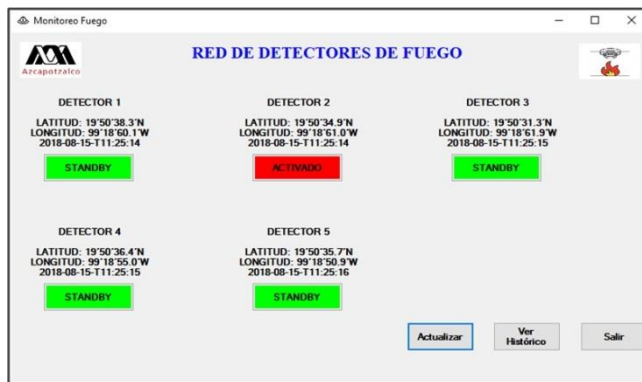 Monitoreo Fuego
Azcapotzalco
RED DE DETECTORES DE FUEGO
DETECTOR 1
LATITUD: 19'50'38.3'N
LONGITUD: 99'18'60.1'W
2018-08-15-T11:25:14
STANDBY
DETECTOR 2
LATITUD: 19'50'34.9'N
LONGITUD: 99'18'61.0'W
2018-08-15-T11:25:14
ACTIVADO
DETECTOR 3
LATITUD: 19'50'31.3'N
LONGITUD: 99'18'61.9'W
2018-08-15-T11:25:15
STANDBY
DETECTOR 4
LATITUD: 19'50'36.4'N
LONGITUD: 99'18'55.0'W
2018-08-15-T11:25:15
STANDBY
DETECTOR 5
LATITUD: 19'50'35.7'N
LONGITUD: 99'18'50.9'W
2018-08-15-T11:25:16
STANDBY
Actualizar
Ver
Histórico
Salir